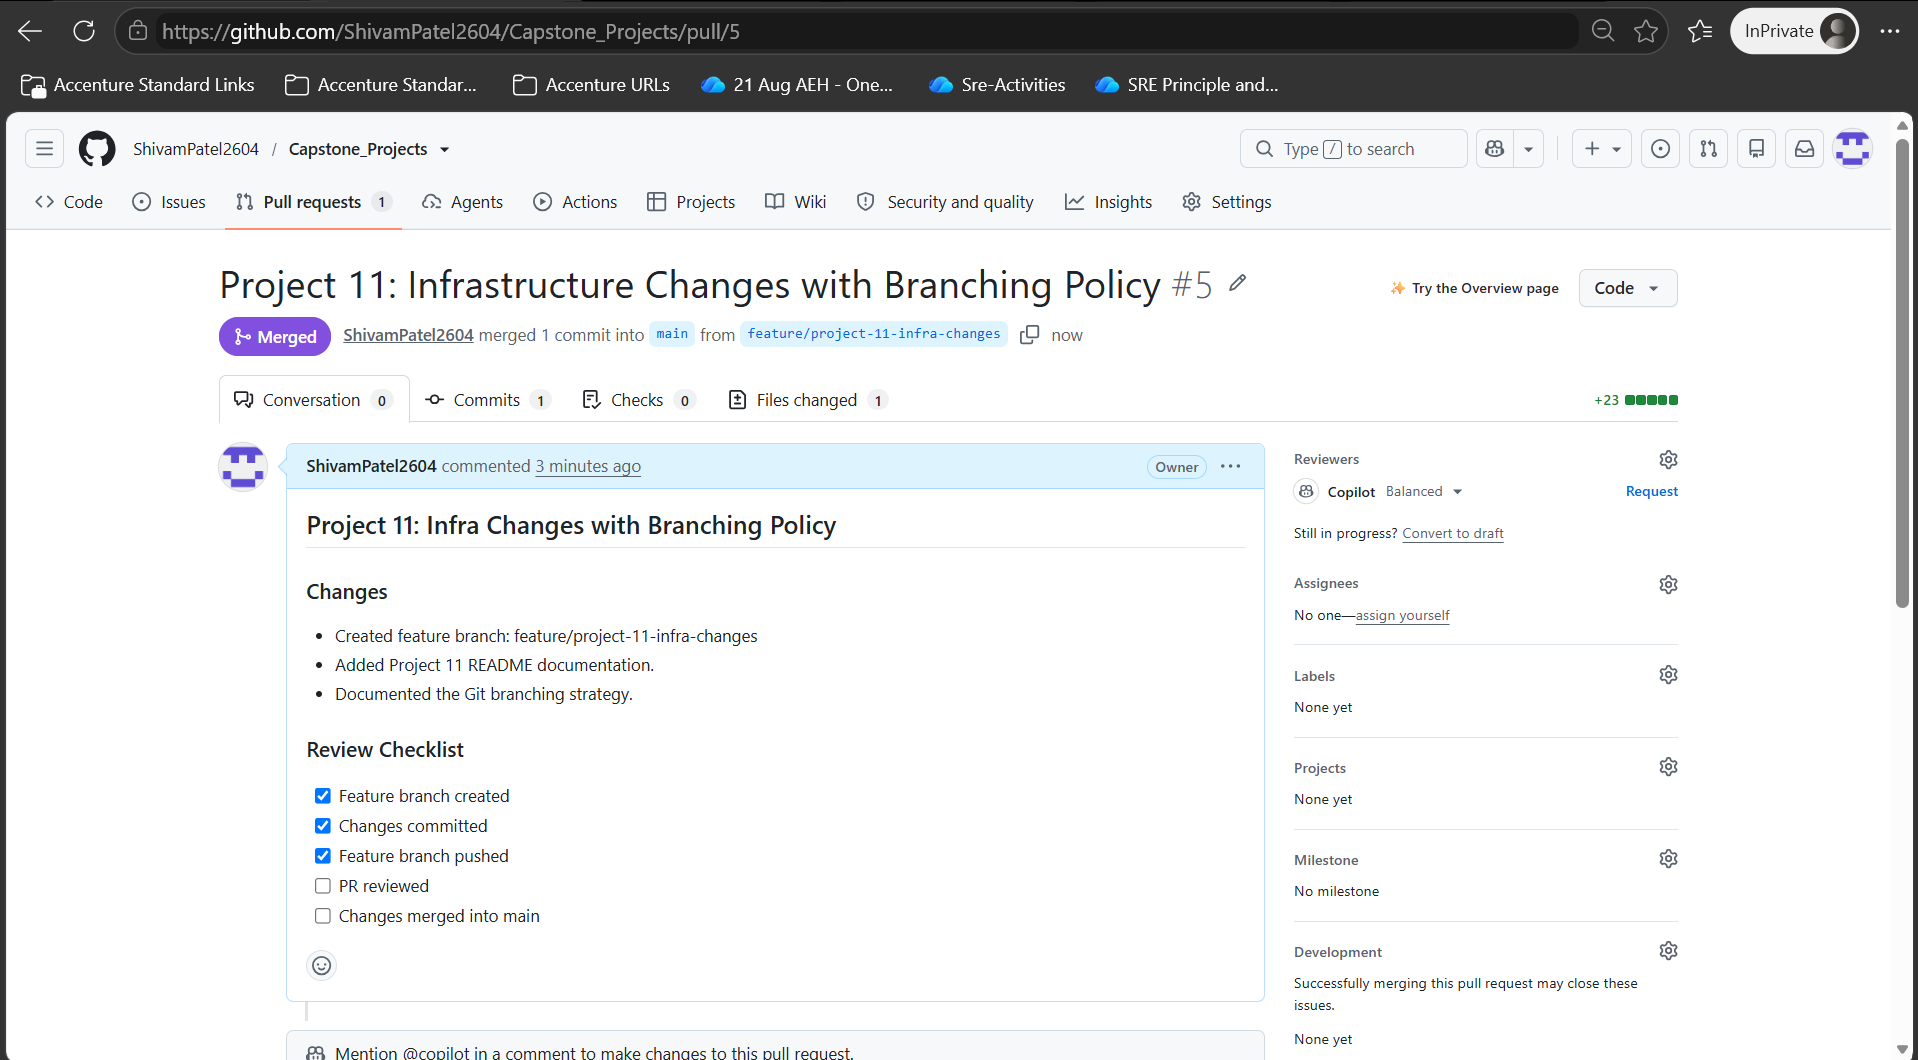 https://github.com/ShivamPatel2604/Capstone_Projects/pull/5
InPrivate
Accenture Standard Links
Accenture Standar...
Accenture URLs
21 Aug AEH - One...
Sre-Activities
SRE Principle and...
ShivamPatel2604 / Capstone_Projects
Type / to search
Code
Issues
Pull requests 1
Agents
Actions
Projects
Wiki
Security and quality
Insights
Settings
Project 11: Infrastructure Changes with Branching Policy #5
Try the Overview page
Code
Merged
ShivamPatel2604 merged 1 commit into main from feature/project-11-infra-changes now
Conversation 0
Commits 1
Checks 0
Files changed 1
+23
ShivamPatel2604 commented 3 minutes ago
Owner
Project 11: Infra Changes with Branching Policy
Changes
• Created feature branch: feature/project-11-infra-changes
• Added Project 11 README documentation.
• Documented the Git branching strategy.
Review Checklist
Feature branch created
Changes committed
Feature branch pushed
PR reviewed
Changes merged into main
Mention @copilot in a comment to make changes to this pull request.
Reviewers
Copilot Balanced
Request
Still in progress? Convert to draft
Assignees
No one—assign yourself
Labels
None yet
Projects
None yet
Milestone
No milestone
Development
Successfully merging this pull request may close these
issues.
None yet